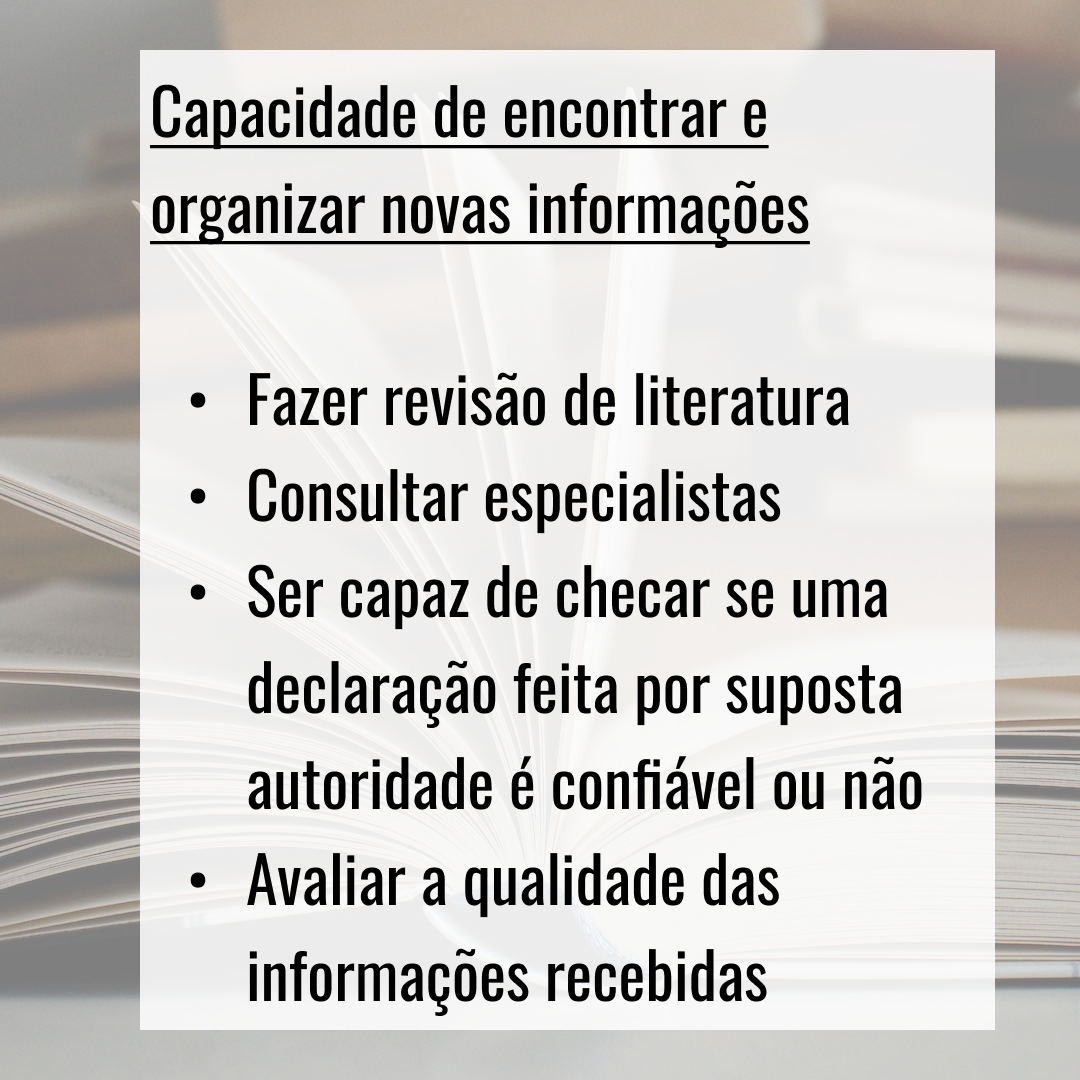 Capacidade de encontrar e
organizar novas informações
• Fazer revisão de literatura
• Consultar especialistas
• Ser capaz de checar se uma
declaração feita por suposta
autoridade é confiável ou não
• Avaliar a qualidade das
informações recebidas